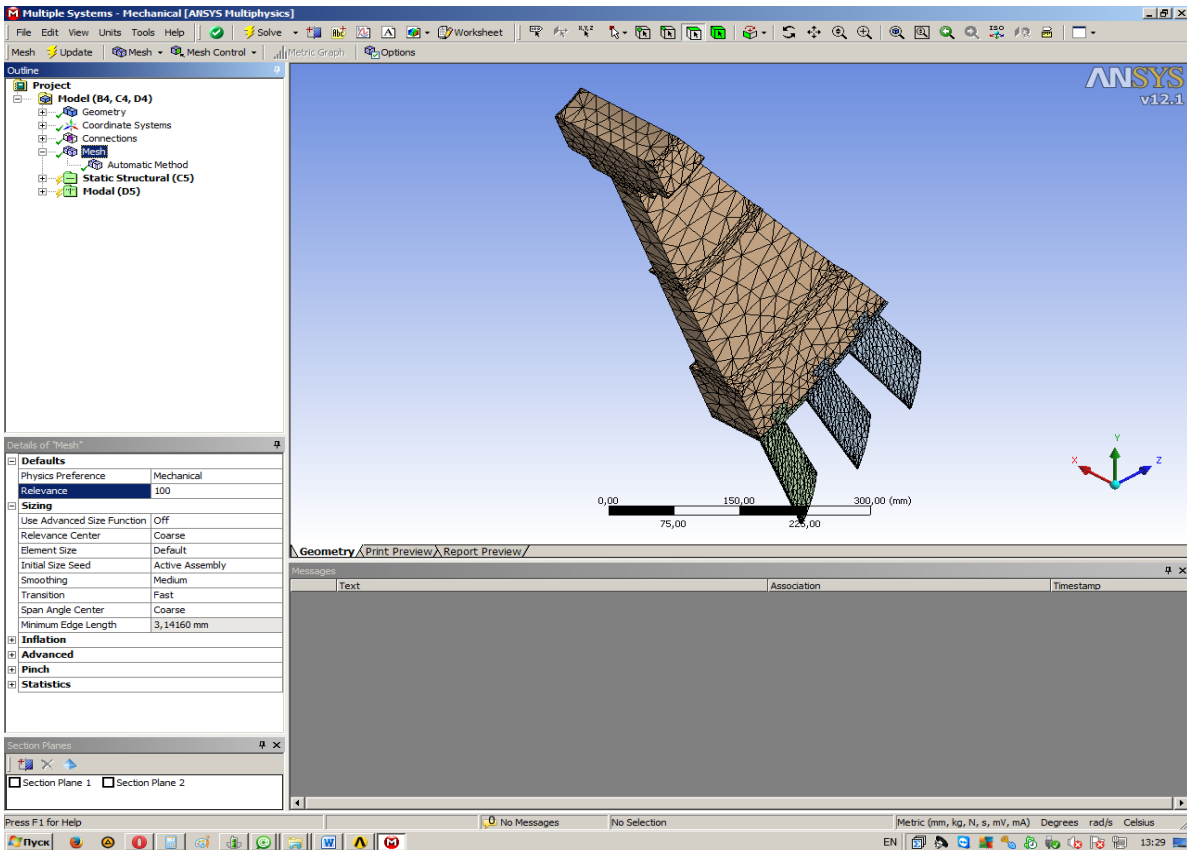 Multiple Systems - Mechanical [ANSYS Multiphysics]
File Edit View Units Tools Help Solve Worksheet
Mesh Update Mesh Mesh Control Metric Graph Options
Outline
Project
Model (B4, C4, D4)
Geometry
Coordinate Systems
Connections
Mesh
Automatic Method
Static Structural (C5)
Modal (D5)
ANSYS
v12.1
Y
X
Z
0,00 150,00 300,00 (mm)
75,00 225,00
Geometry Print Preview Report Preview
Details of "Mesh"
Defaults
Physics Preference Mechanical
Relevance 100
Sizing
Use Advanced Size Function Off
Relevance Center Coarse
Element Size Default
Initial Size Seed Active Assembly
Smoothing Medium
Transition Fast
Span Angle Center Coarse
Minimum Edge Length 3,14160 mm
Inflation
Advanced
Pinch
Statistics
Messages
Text Association Timestamp
Section Planes
Section Plane 1 Section Plane 2
Press F1 for Help 0 No Messages No Selection Metric (mm, kg, N, s, mV, mA) Degrees rad/s Celsius
Пуск EN 13:29